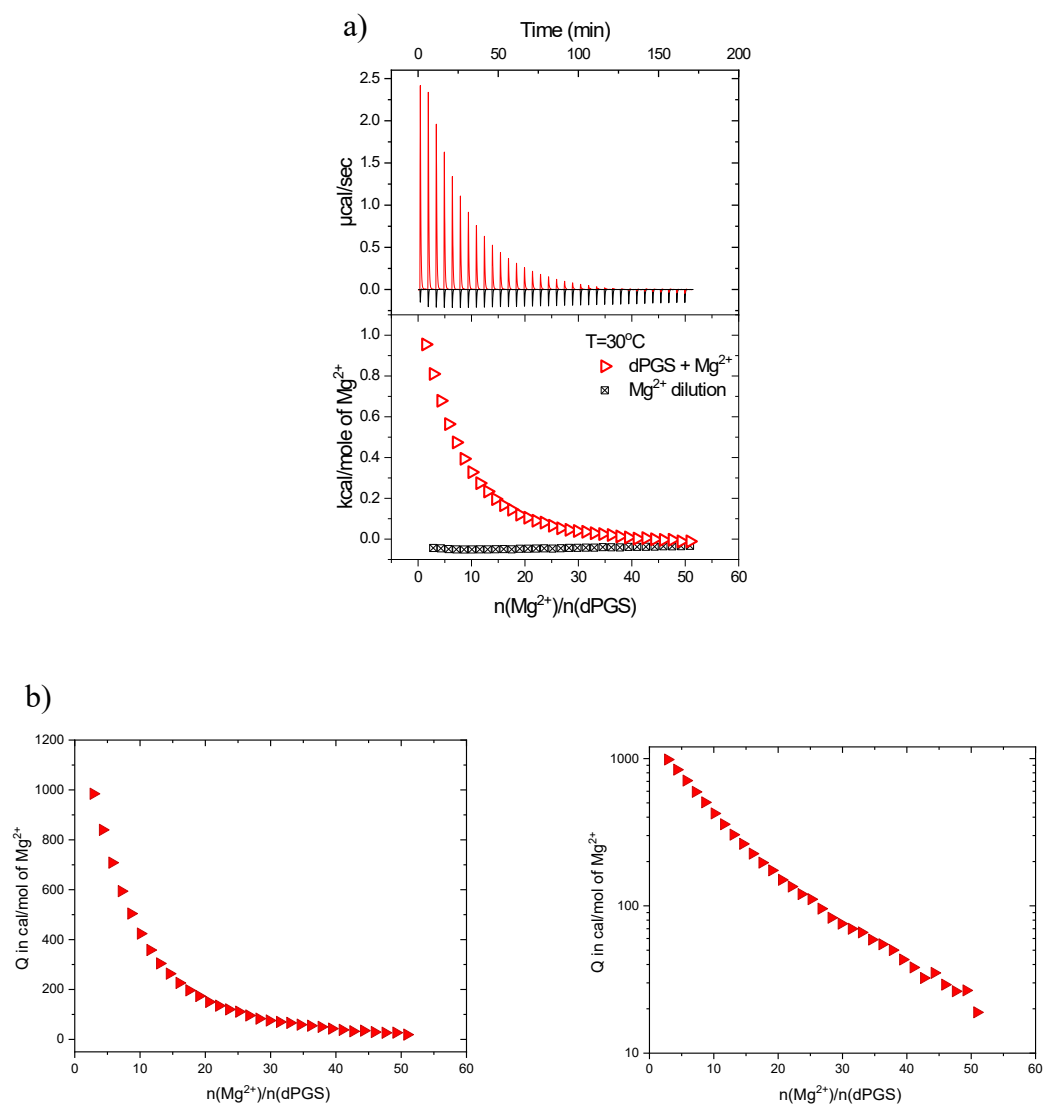 a)
Time (min)
0 50 100 150 200
2.5
2.0
1.5
1.0
0.5
0.0
µcal/sec
1.0
0.8
0.6
0.4
0.2
0.0
kcal/mole of Mg²⁺
T=30°C
dPGS + Mg²⁺
Mg²⁺ dilution
0 10 20 30 40 50 60
n(Mg²⁺)/n(dPGS)
b)
1200
1000
800
600
400
200
0
Q in cal/mol of Mg²⁺
0 10 20 30 40 50 60
n(Mg²⁺)/n(dPGS)
1000
100
10
Q in cal/mol of Mg²⁺
0 10 20 30 40 50 60
n(Mg²⁺)/n(dPGS)